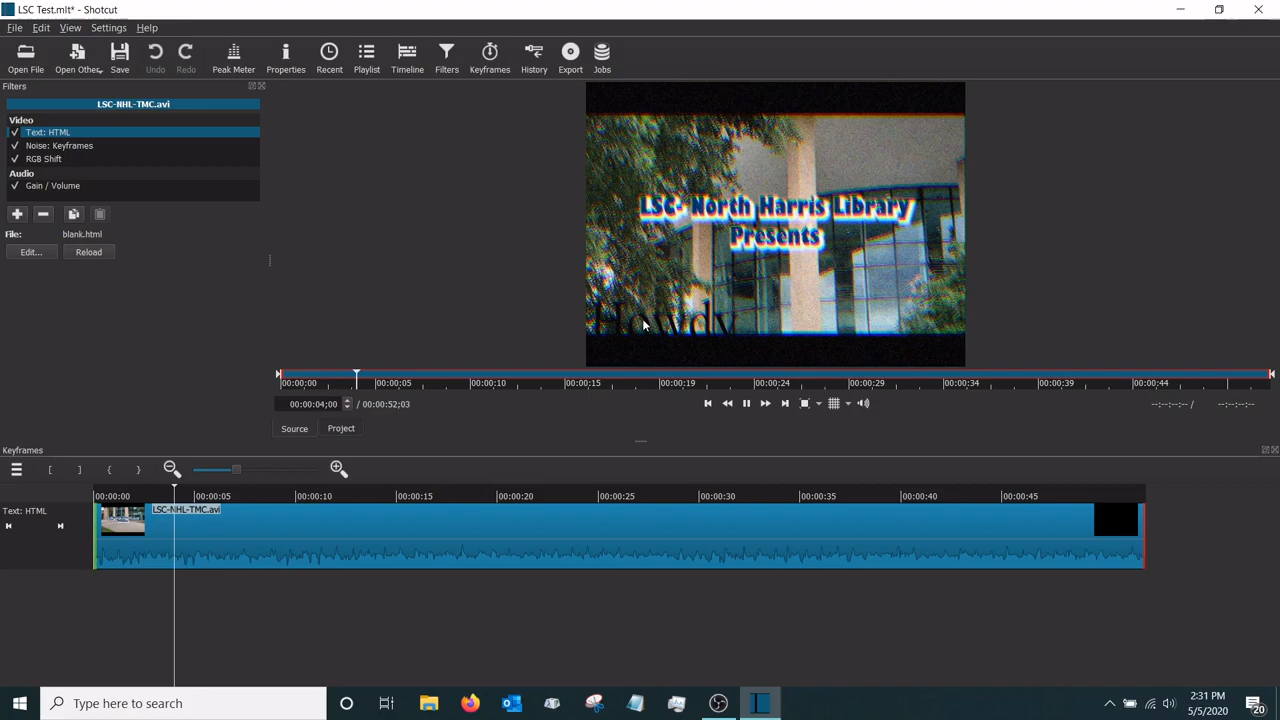 LSC Test.mlt* - Shotcut
File Edit View Settings Help
Open File Open Other... Save Undo Redo Peak Meter Properties Recent Playlist Timeline Filters Keyframes History Export Jobs
Filters
LSC-NHL-TMC.avi
Video
✓ Text: HTML
✓ Noise: Keyframes
✓ RGB Shift
Audio
✓ Gain / Volume
File: blank.html
Edit... Reload
LSC- North Harris Library
Presents
Howdy
00:00:00 00:00:05 00:00:10 00:00:15 00:00:19 00:00:24 00:00:29 00:00:34 00:00:39 00:00:44
00:00:04;00 / 00:00:52;03
--:--:--:-- / --:--:--:--
Source Project
Keyframes
00:00:00 00:00:05 00:00:10 00:00:15 00:00:20 00:00:25 00:00:30 00:00:35 00:00:40 00:00:45
Text: HTML
LSC-NHL-TMC.avi
Type here to search
2:31 PM
5/5/2020
20